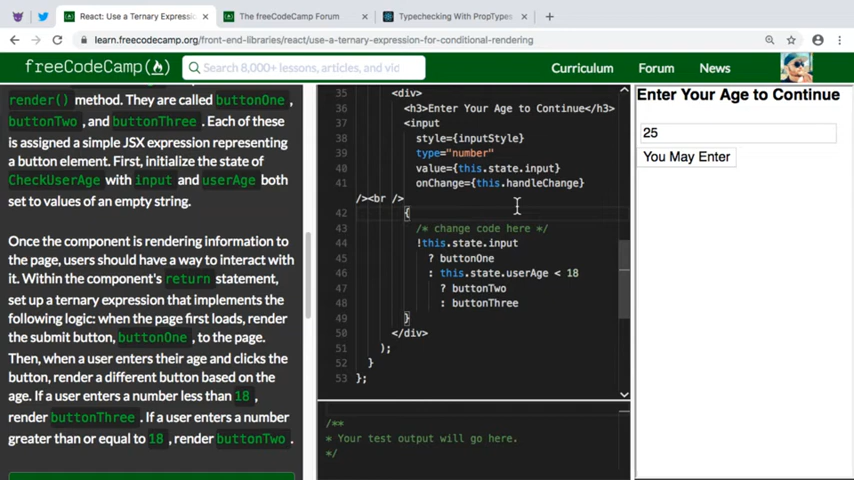 React: Use a Ternary Expressi
The freeCodeCamp Forum
Typechecking With PropTypes
learn.freecodecamp.org/front-end-libraries/react/use-a-ternary-expression-for-conditional-rendering
freeCodeCamp
Search 8,000+ lessons, articles, and vid
Curriculum
Forum
News
render() method. They are called buttonOne,
buttonTwo, and buttonThree. Each of these
is assigned a simple JSX expression representing
a button element. First, initialize the state of
CheckUserAge with input and userAge both
set to values of an empty string.
Once the component is rendering information to
the page, users should have a way to interact with
it. Within the component's return statement,
set up a ternary expression that implements the
following logic: when the page first loads, render
the submit button, buttonOne, to the page.
Then, when a user enters their age and clicks the
button, render a different button based on the
age. If a user enters a number less than 18,
render buttonThree. If a user enters a number
greater than or equal to 18, render buttonTwo.
35 <div>
36 <h3>Enter Your Age to Continue</h3>
37 <input
38 style={inputStyle}
39 type="number"
40 value={this.state.input}
41 onChange={this.handleChange}
/><br />
42 {
43 /* change code here */
44 !this.state.input
45 ? buttonOne
46 : this.state.userAge < 18
47 ? buttonTwo
48 : buttonThree
49 }
50 </div>
51 );
52 }
53 };
/**
* Your test output will go here.
*/
Enter Your Age to Continue
25
You May Enter